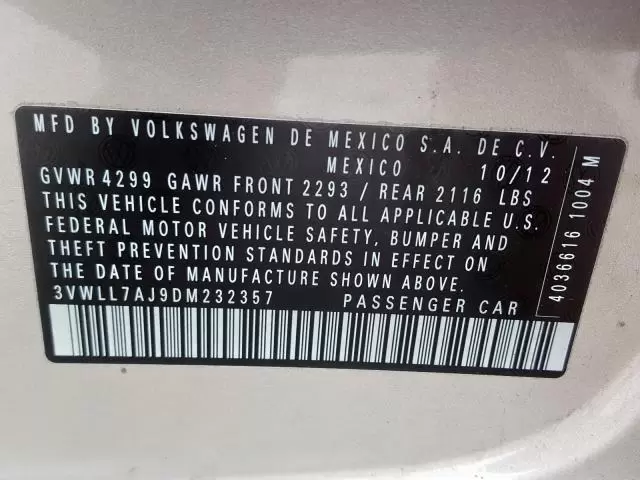 MFD BY VOLKSWAGEN DE MEXICO S.A. DE C.V.
MEXICO 10/12
GVWR 4299 GAWR FRONT 2293 / REAR 2116 LBS
THIS VEHICLE CONFORMS TO ALL APPLICABLE U.S.
FEDERAL MOTOR VEHICLE SAFETY, BUMPER AND
THEFT PREVENTION STANDARDS IN EFFECT ON
THE DATE OF MANUFACTURE SHOWN ABOVE.
3VWLL7AJ9DM232357 PASSENGER CAR
4036616 1004 M